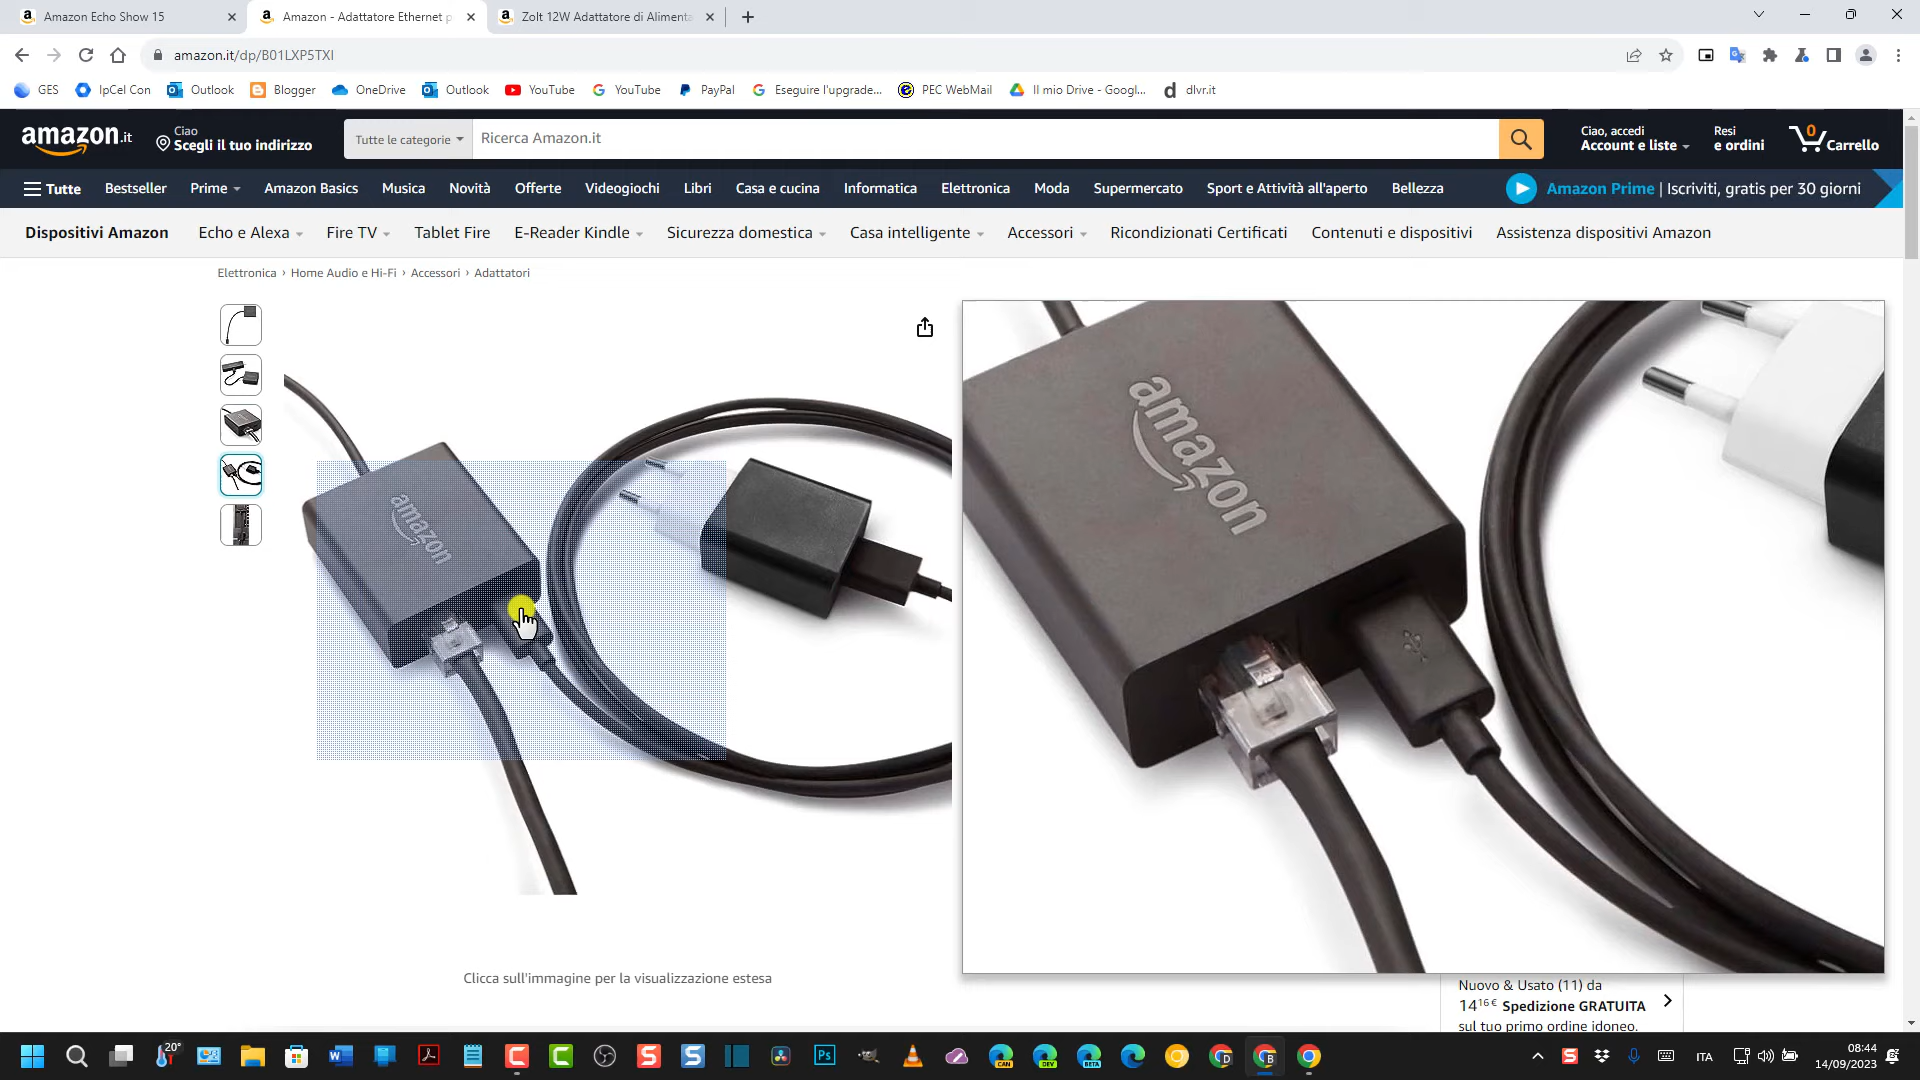 Amazon Echo Show 15
Amazon - Adattatore Ethernet p
Zolt 12W Adattatore di Alimenta
amazon.it/dp/B01LXP5TXI
GES
IpCel Con
Outlook
Blogger
OneDrive
Outlook
YouTube
YouTube
PayPal
Eseguire l'upgrade...
PEC WebMail
Il mio Drive - Googl...
dlvr.it
amazon.it
Ciao
Scegli il tuo indirizzo
Tutte le categorie
Ricerca Amazon.it
Ciao, accedi
Account e liste
Resi
e ordini
0
Carrello
Tutte
Bestseller
Prime
Amazon Basics
Musica
Novità
Offerte
Videogiochi
Libri
Casa e cucina
Informatica
Elettronica
Moda
Supermercato
Sport e Attività all'aperto
Bellezza
Amazon Prime | Iscriviti, gratis per 30 giorni
Dispositivi Amazon
Echo e Alexa
Fire TV
Tablet Fire
E-Reader Kindle
Sicurezza domestica
Casa intelligente
Accessori
Ricondizionati Certificati
Contenuti e dispositivi
Assistenza dispositivi Amazon
Elettronica › Home Audio e Hi-Fi › Accessori › Adattatori
amazon
amazon
Clicca sull'immagine per la visualizzazione estesa
Nuovo & Usato (11) da
14,16 € Spedizione GRATUITA
sul tuo primo ordine idoneo.
20°
W
Ps
CAN
DEV
BETA
D
B
ITA
08:44
14/09/2023